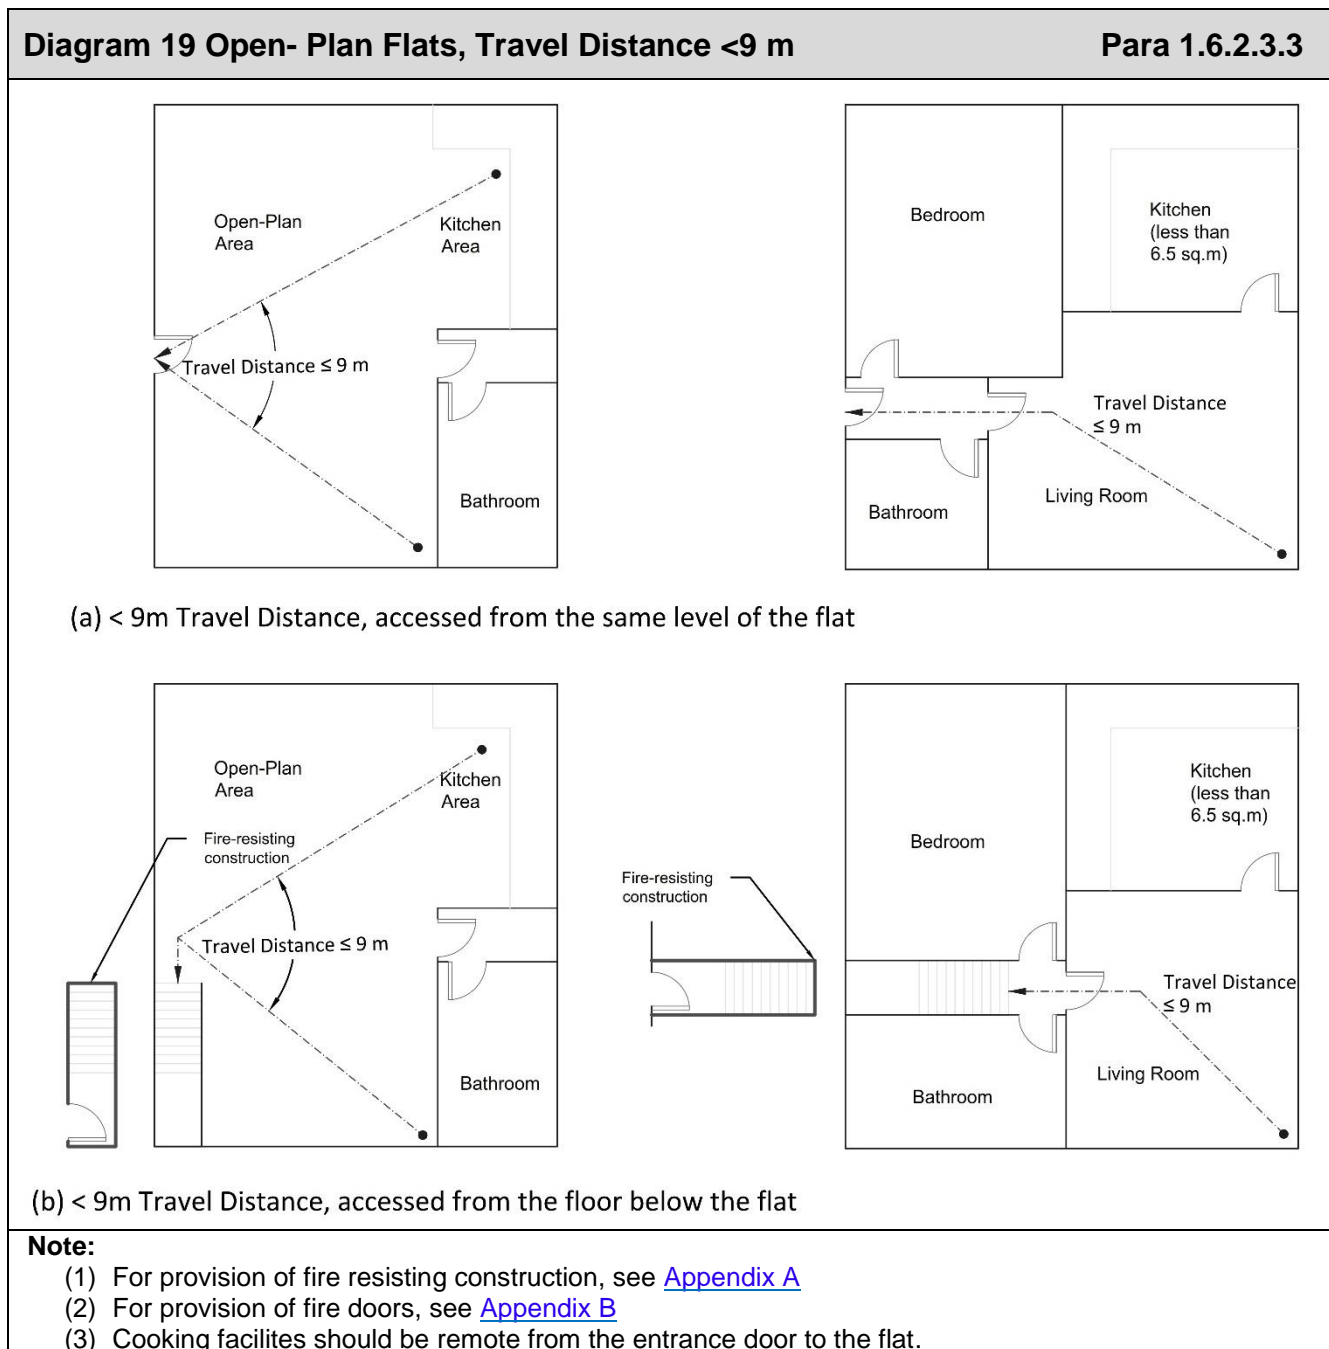 Diagram 19 Open- Plan Flats, Travel Distance <9 m Para 1.6.2.3.3
Open-Plan
Area
Kitchen
Area
Travel Distance ≤ 9 m
Bathroom
Bedroom
Kitchen
(less than
6.5 sq.m)
Travel Distance
≤ 9 m
Living Room
Bathroom
(a) < 9m Travel Distance, accessed from the same level of the flat
Open-Plan
Area
Kitchen
Area
Fire-resisting
construction
Travel Distance ≤ 9 m
Bathroom
Fire-resisting
construction
Bedroom
Kitchen
(less than
6.5 sq.m)
Travel Distance
≤ 9 m
Living Room
Bathroom
(b) < 9m Travel Distance, accessed from the floor below the flat
Note:
(1) For provision of fire resisting construction, see Appendix A
(2) For provision of fire doors, see Appendix B
(3) Cooking facilites should be remote from the entrance door to the flat.